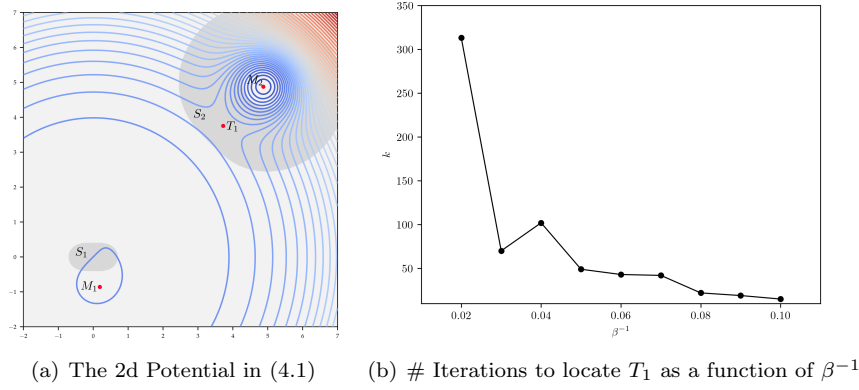 7
6
5
4
3
2
1
0
−1
−2
−2 −1 0 1 2 3 4 5 6 7
M₂
S₂
T₁
S₁
M₁
350
300
250
200
150
100
50
k
0.02 0.04 0.06 0.08 0.10
β⁻¹
(a) The 2d Potential in (4.1)
(b) # Iterations to locate T₁ as a function of β⁻¹